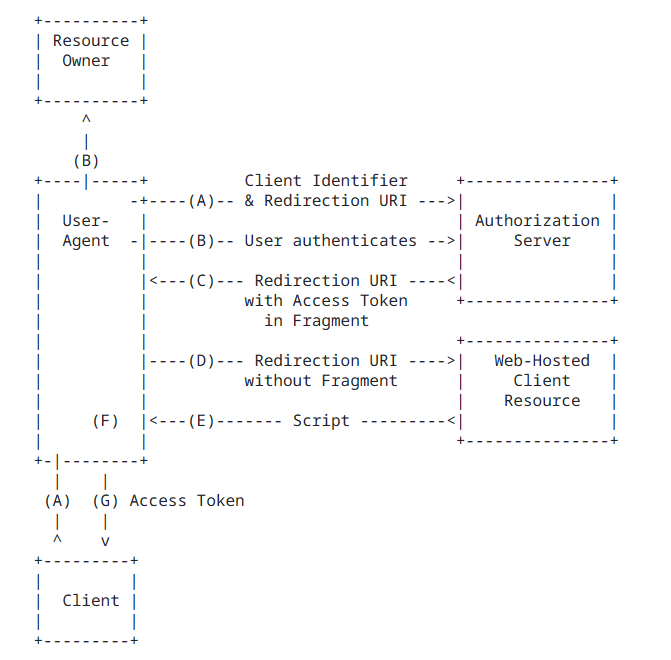 +----------+
| Resource |
|  Owner   |
|          |
+----------+
     ^
     |
    (B)
+----|-----+          Client Identifier     +---------------+
|         -+----(A)-- & Redirection URI --->|               |
|  User-   |                                | Authorization |
|  Agent  -|----(B)-- User authenticates -->|     Server    |
|          |                                |               |
|          |<---(C)--- Redirection URI ----<|               |
|          |          with Access Token     +---------------+
|          |            in Fragment
|          |                                +---------------+
|          |----(D)--- Redirection URI ---->|   Web-Hosted  |
|          |          without Fragment      |     Client    |
|          |                                |    Resource   |
|     (F)  |<---(E)------- Script ---------<|               |
|          |                                +---------------+
+-|--------+
  |    |
 (A)  (G) Access Token
  |    |
  ^    v
+---------+
|         |
|  Client |
|         |
+---------+